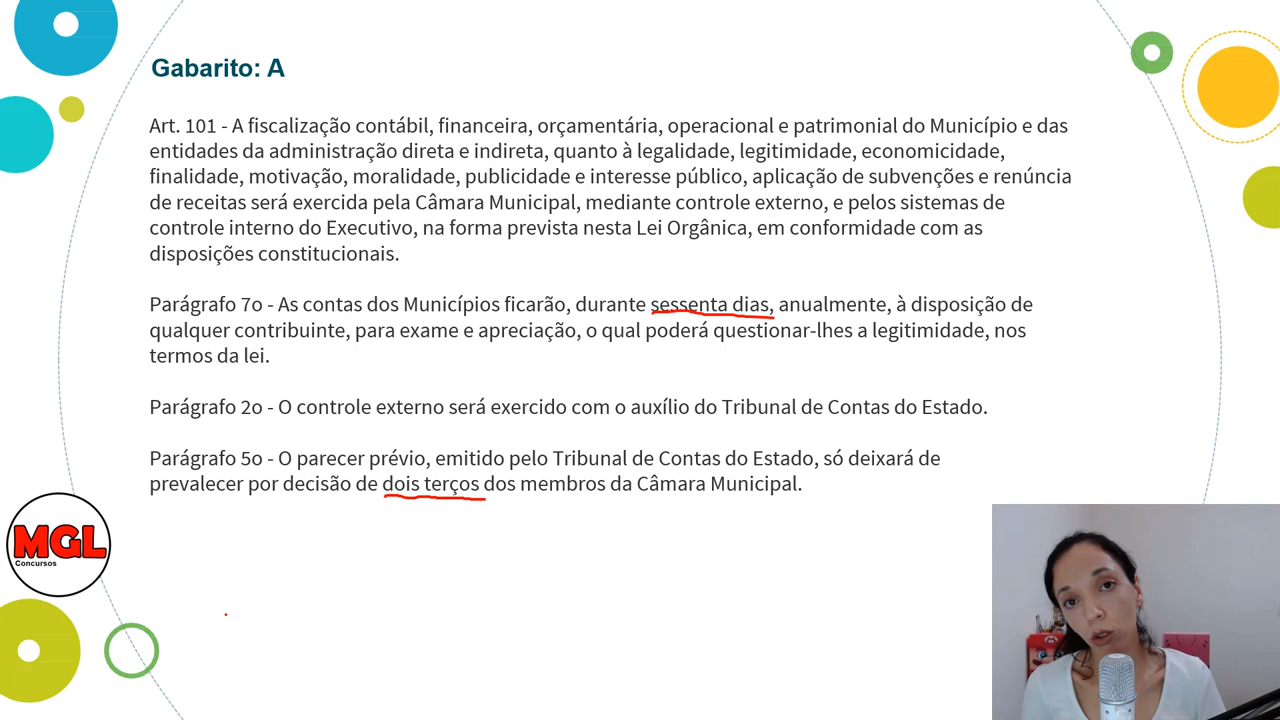 Gabarito: A
Art. 101 - A fiscalização contábil, financeira, orçamentária, operacional e patrimonial do Município e das
entidades da administração direta e indireta, quanto à legalidade, legitimidade, economicidade,
finalidade, motivação, moralidade, publicidade e interesse público, aplicação de subvenções e renúncia
de receitas será exercida pela Câmara Municipal, mediante controle externo, e pelos sistemas de
controle interno do Executivo, na forma prevista nesta Lei Orgânica, em conformidade com as
disposições constitucionais.
Parágrafo 7o - As contas dos Municípios ficarão, durante sessenta dias, anualmente, à disposição de
qualquer contribuinte, para exame e apreciação, o qual poderá questionar-lhes a legitimidade, nos
termos da lei.
Parágrafo 2o - O controle externo será exercido com o auxílio do Tribunal de Contas do Estado.
Parágrafo 5o - O parecer prévio, emitido pelo Tribunal de Contas do Estado, só deixará de
prevalecer por decisão de dois terços dos membros da Câmara Municipal.
MGL
Concursos